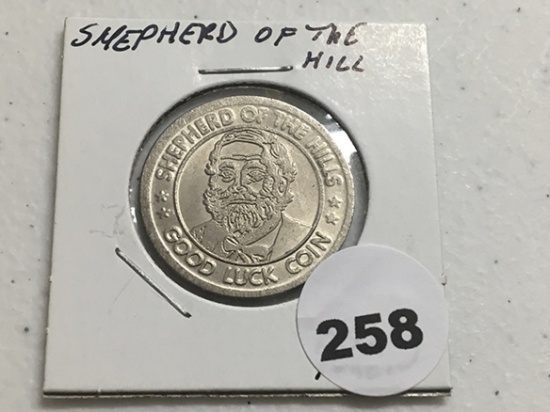 SHEPHERD OF THE
HILL
SHEPHERD OF THE HILLS
GOOD LUCK COIN
258